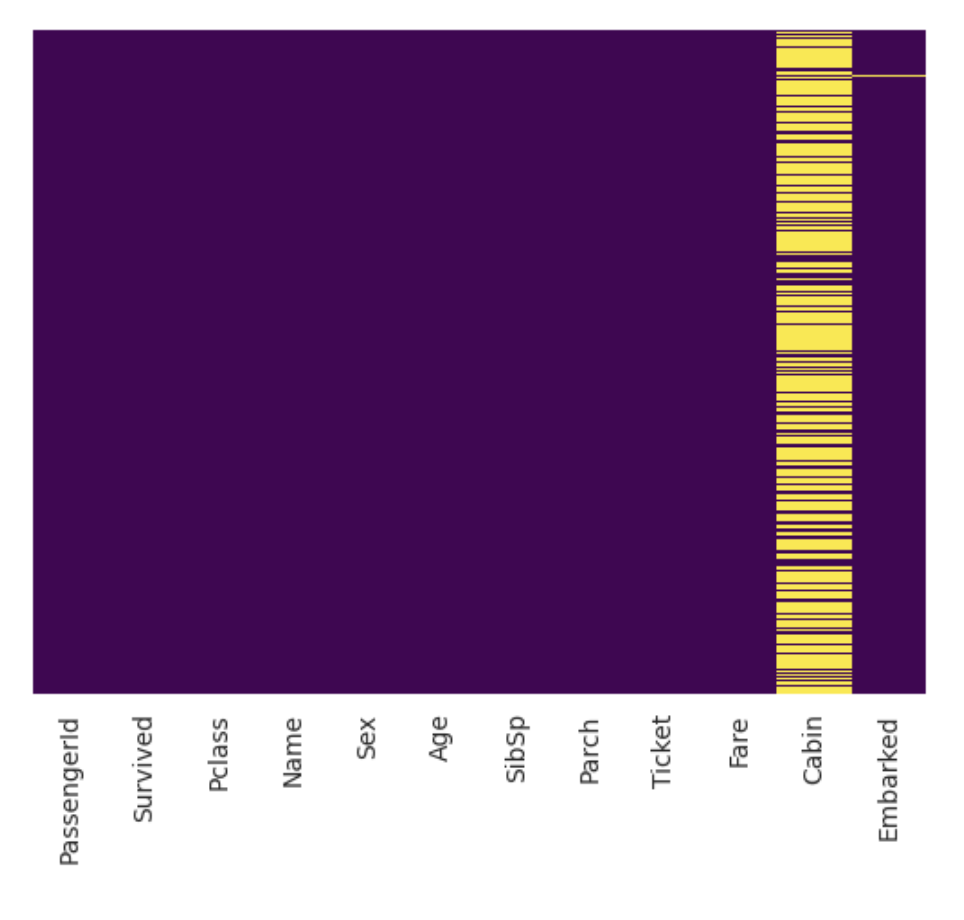 PassengerId
Survived
Pclass
Name
Sex
Age
SibSp
Parch
Ticket
Fare
Cabin
Embarked